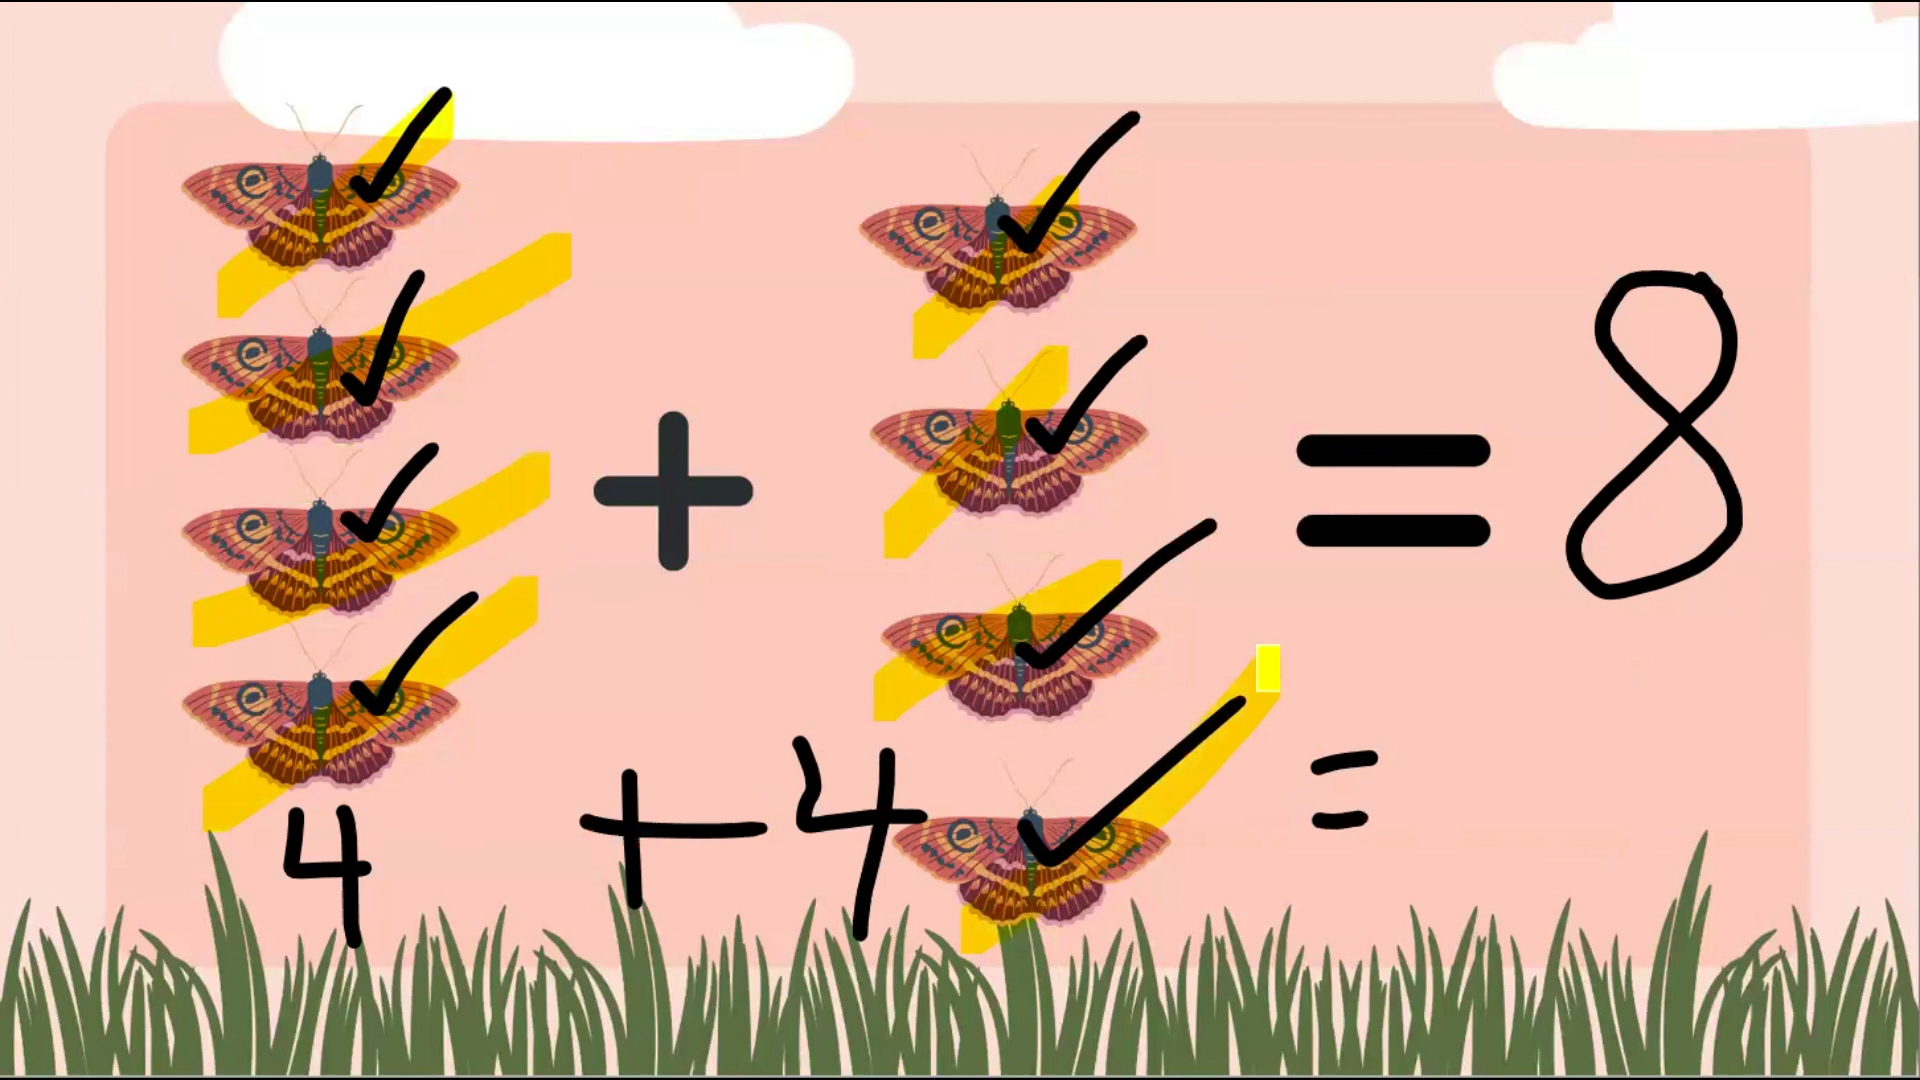 + = 8
4 + 4 =